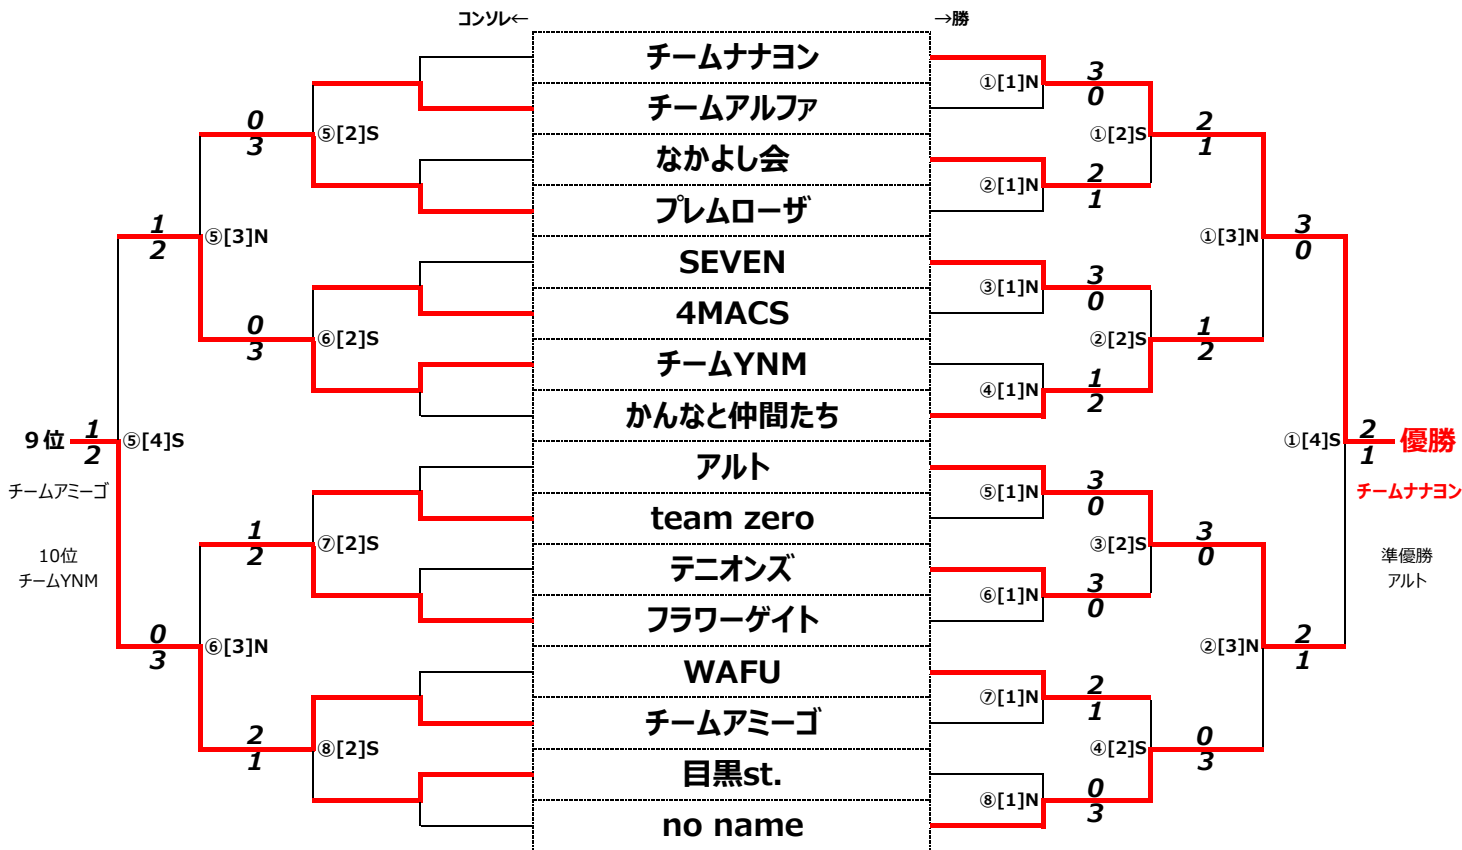 コンソレ← →勝
チームナナヨン
①[1]N 3
0
チームアルファ
0
3 ⑤[2]S
①[2]S 2
1
なかよし会
②[1]N 2
1
プレムローザ
1
2 ⑤[3]N
①[3]N 3
0
SEVEN
③[1]N 3
0
4MACS
0
3 ⑥[2]S
②[2]S 1
2
チームYNM
④[1]N 1
2
かんなと仲間たち
9位 1
2 ⑤[4]S
①[4]S 2
1 優勝
アルト
チームアミーゴ
⑤[1]N 3
0
チームナナヨン
team zero
1
2 ⑦[2]S
③[2]S 3
0
10位
チームYNM
準優勝
アルト
テニオンズ
⑥[1]N 3
0
フラワーゲイト
0
3 ⑥[3]N
②[3]N 2
1
WAFU
⑦[1]N 2
1
チームアミーゴ
2
1 ⑧[2]S
④[2]S 0
3
目黒st.
⑧[1]N 0
3
no name